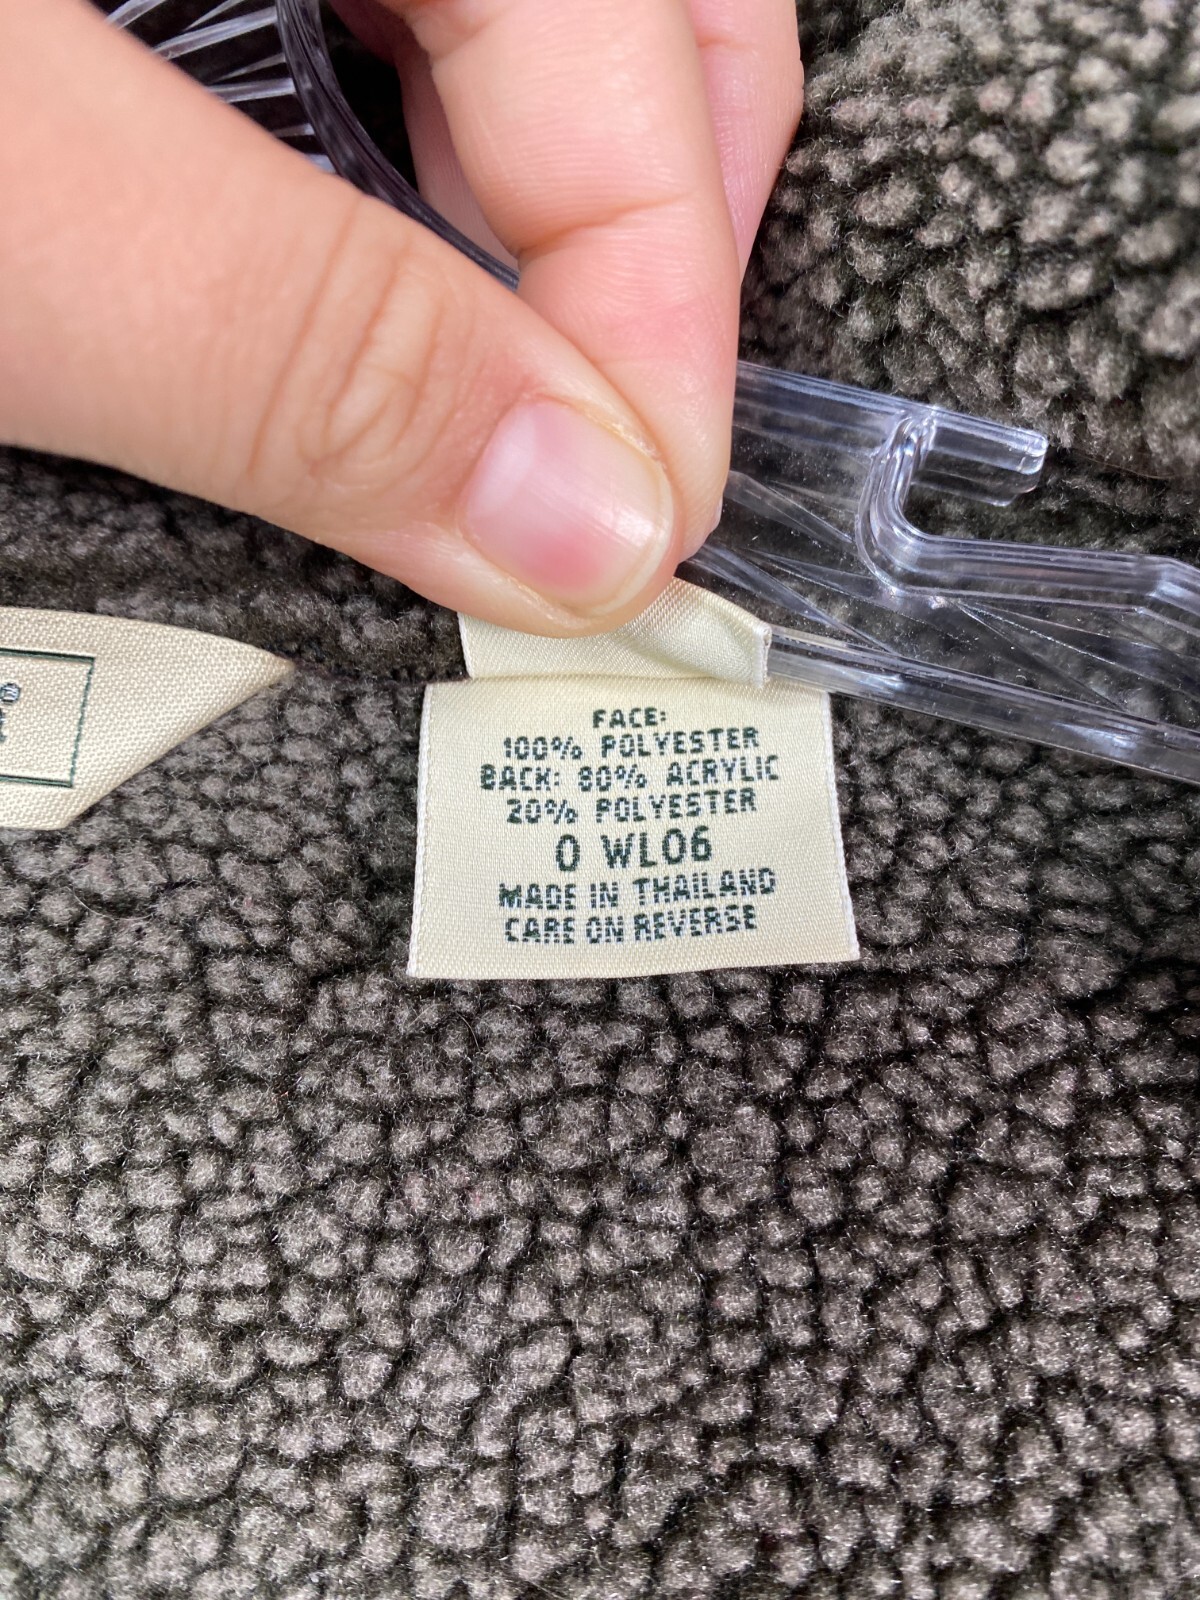 FACE:
100% POLYESTER
BACK: 80% ACRYLIC
20% POLYESTER
0 WL06
MADE IN THAILAND
CARE ON REVERSE